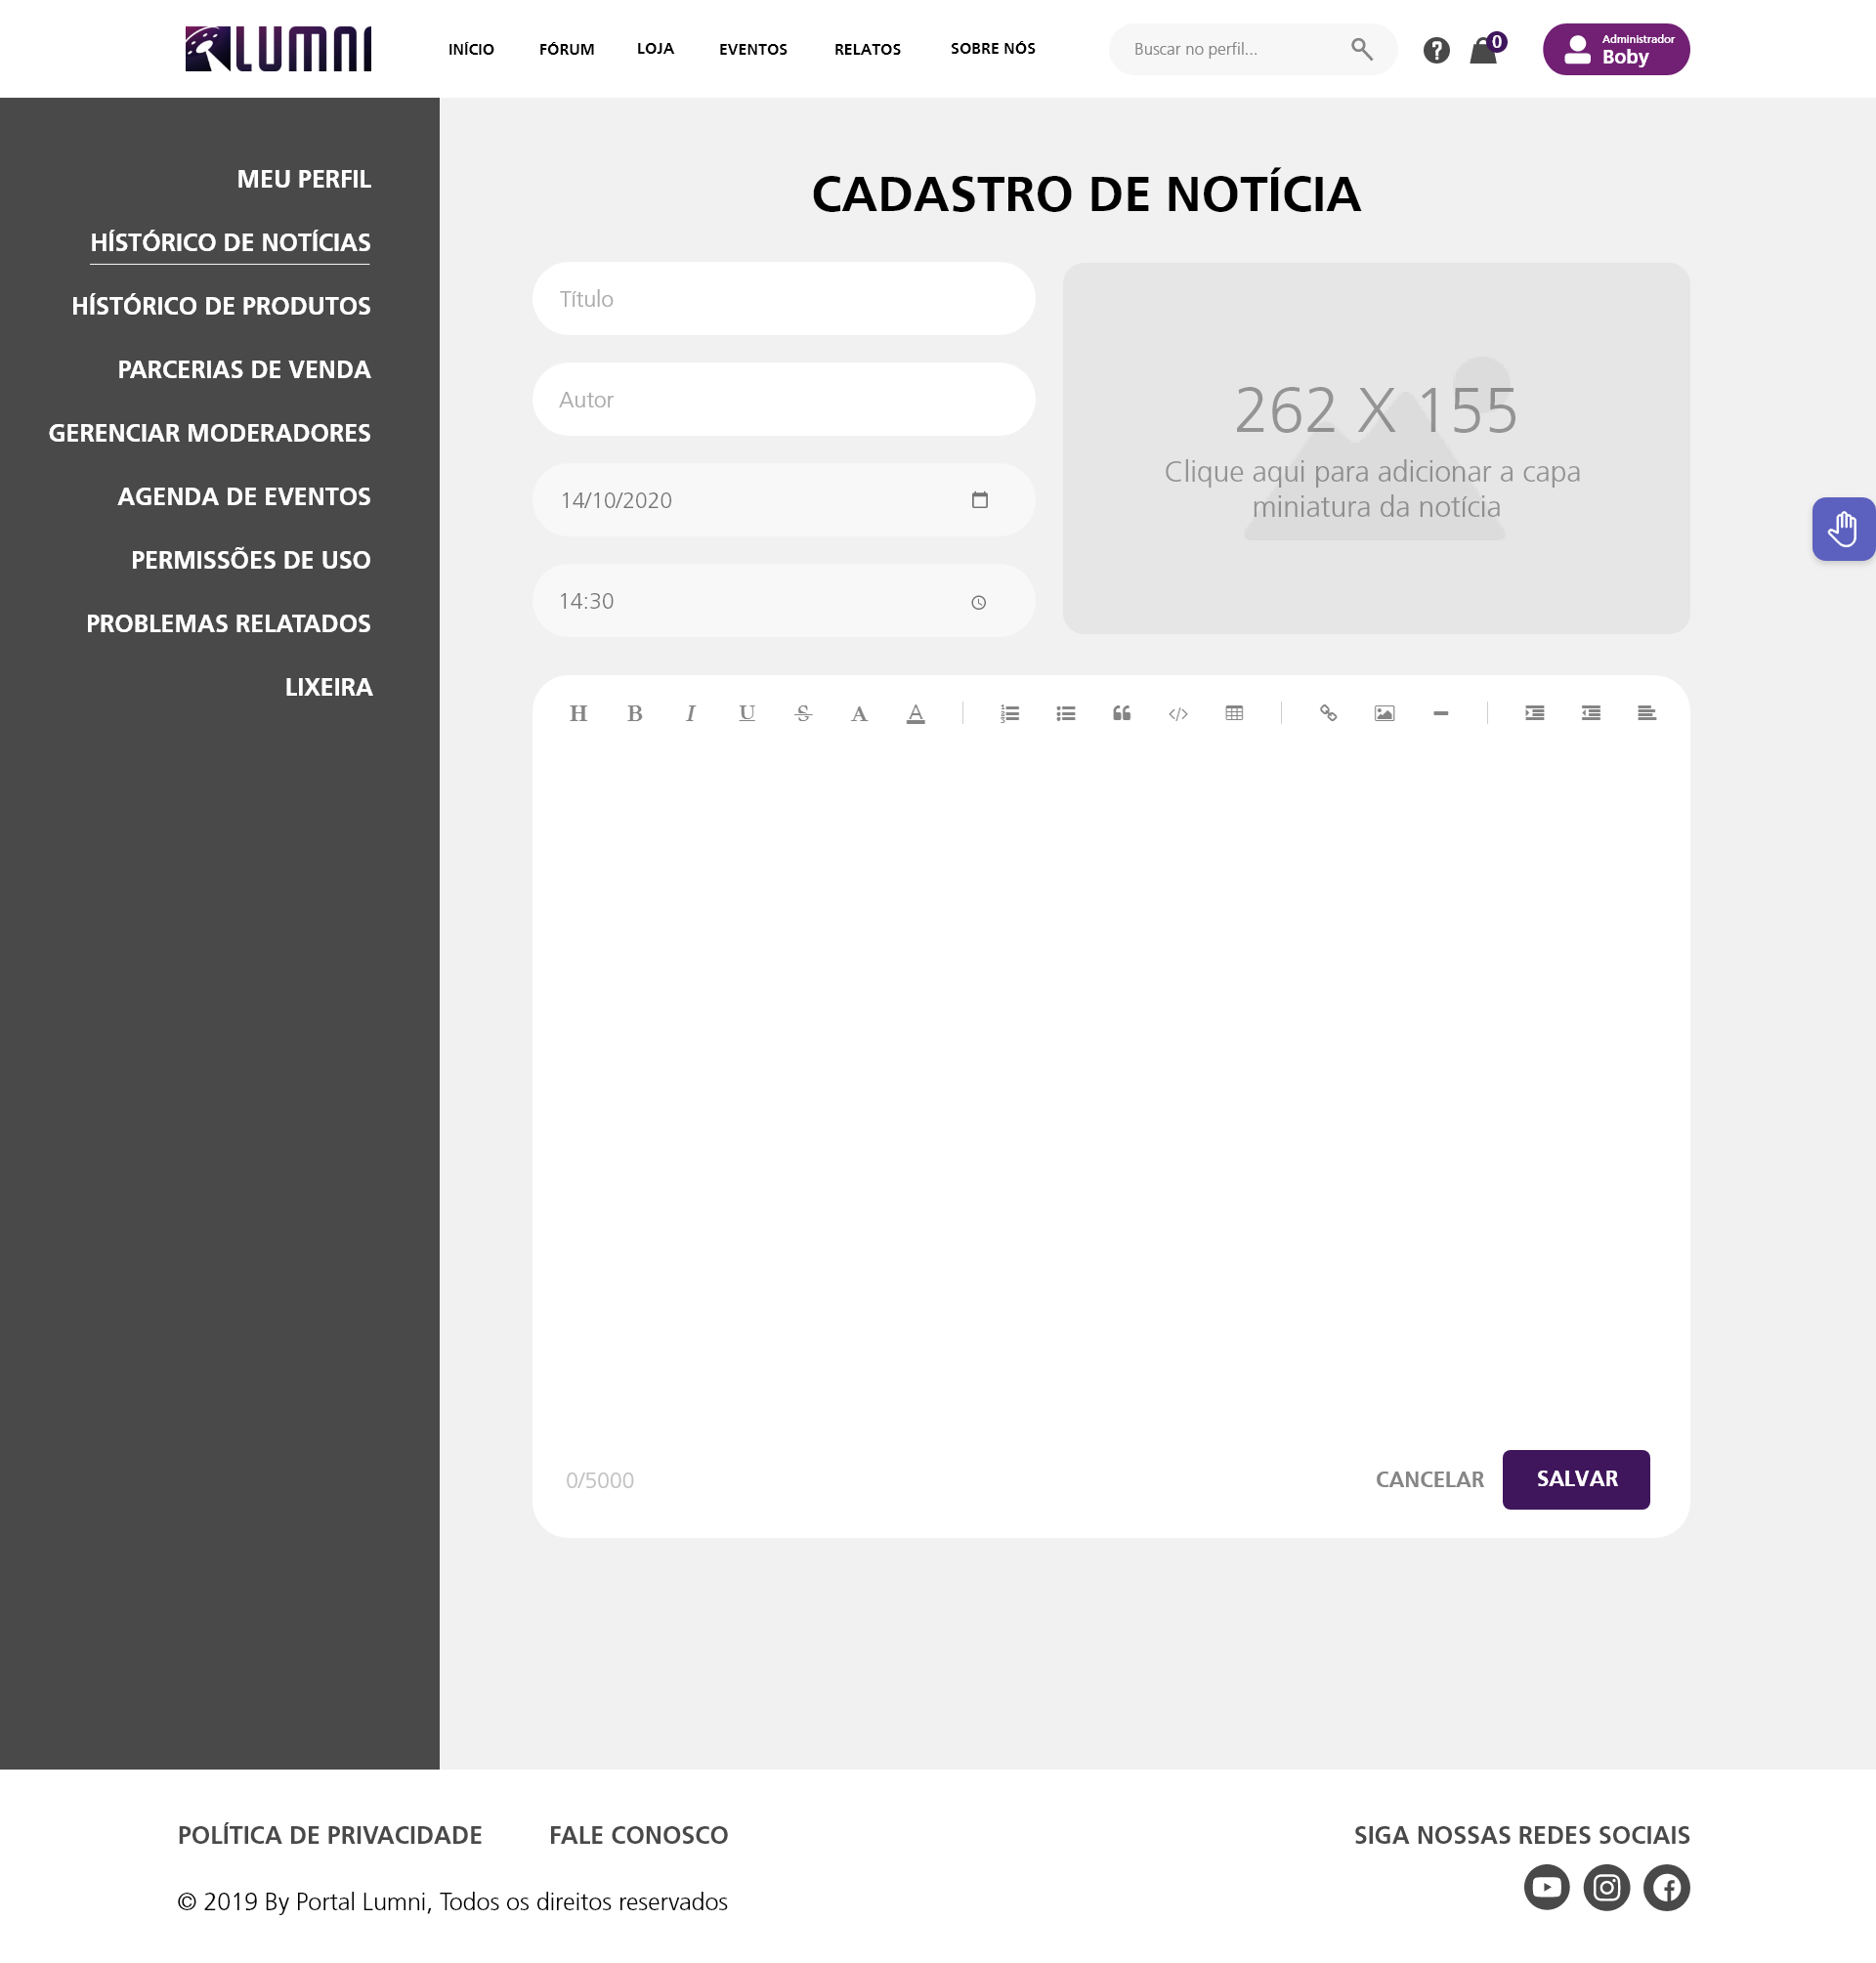 LUMNI
INÍCIO
FÓRUM
LOJA
EVENTOS
RELATOS
SOBRE NÓS
Buscar no perfil...
?
0
Administrador
Boby
MEU PERFIL
HÍSTÓRICO DE NOTÍCIAS
HÍSTÓRICO DE PRODUTOS
PARCERIAS DE VENDA
GERENCIAR MODERADORES
AGENDA DE EVENTOS
PERMISSÕES DE USO
PROBLEMAS RELATADOS
LIXEIRA
CADASTRO DE NOTÍCIA
Título
Autor
14/10/2020
14:30
262 X 155
Clique aqui para adicionar a capa
miniatura da notícia
H B I U S A A
0/5000
CANCELAR
SALVAR
POLÍTICA DE PRIVACIDADE
FALE CONOSCO
SIGA NOSSAS REDES SOCIAIS
© 2019 By Portal Lumni, Todos os direitos reservados